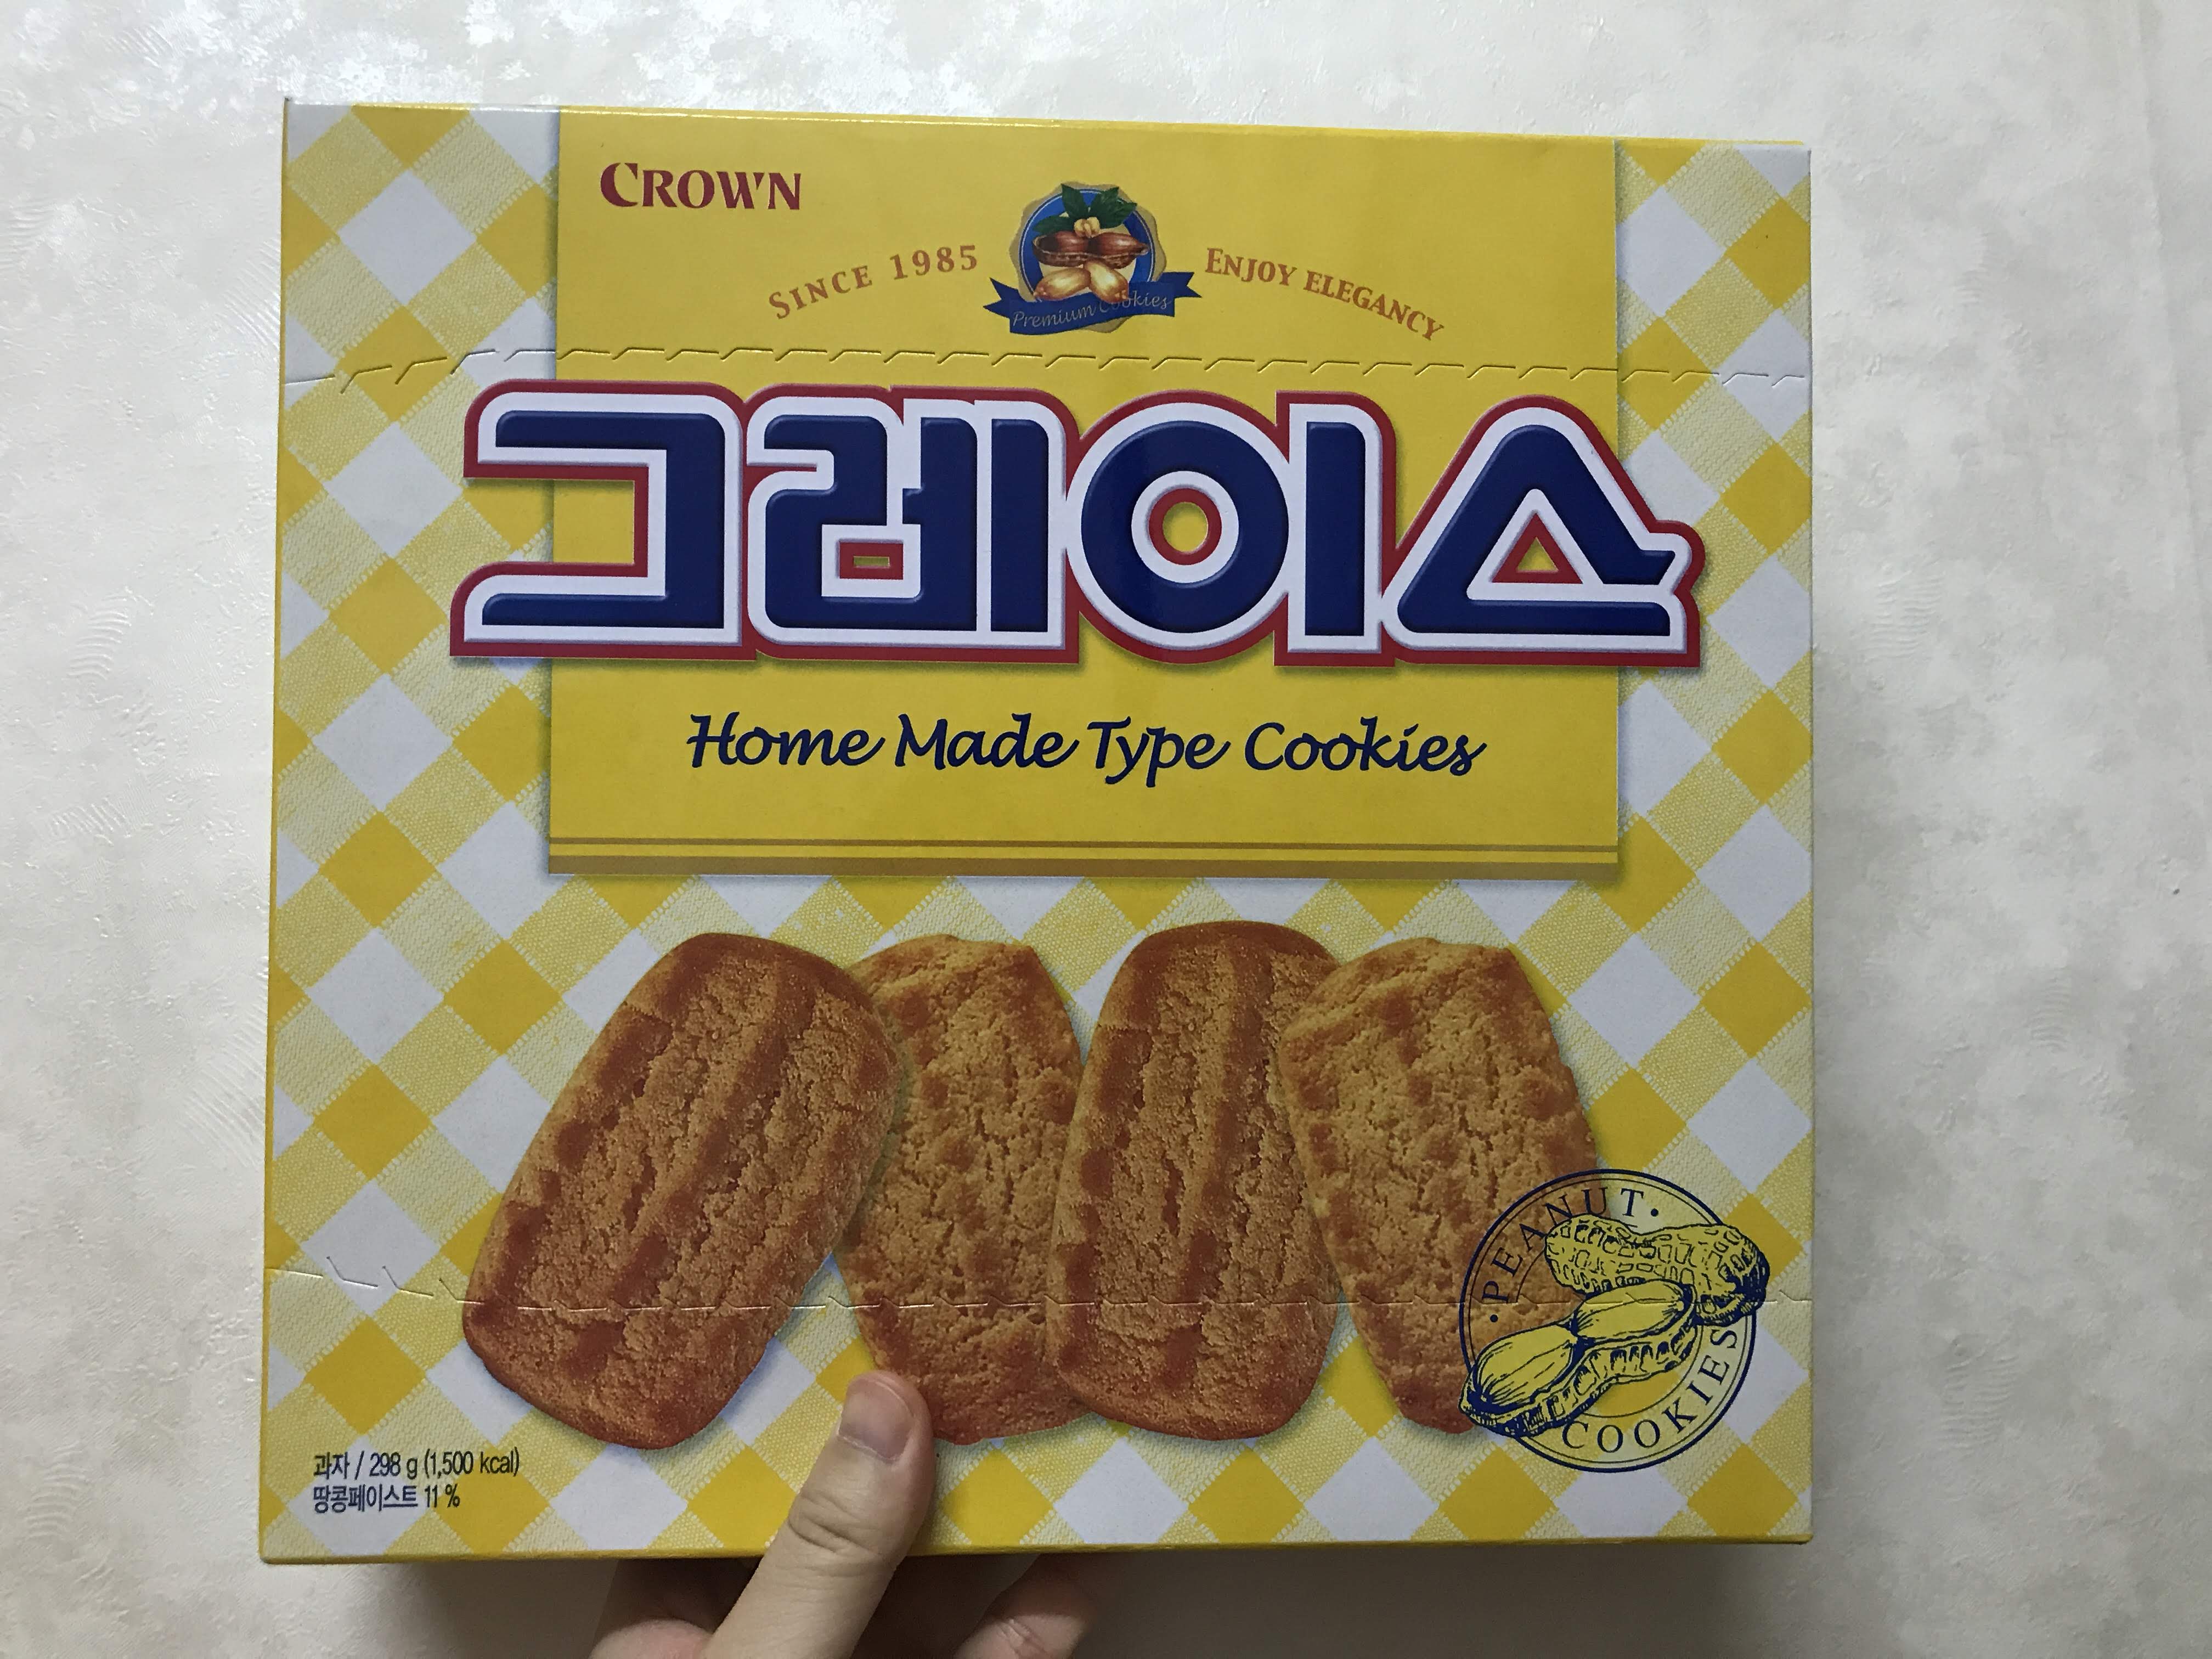 CROWN
SINCE 1985
ENJOY ELEGANCY
Premium Cookies
그레이스
Home Made Type Cookies
PEANUT
COOKIES
과자 / 298 g (1,500 kcal)
땅콩페이스트 11 %